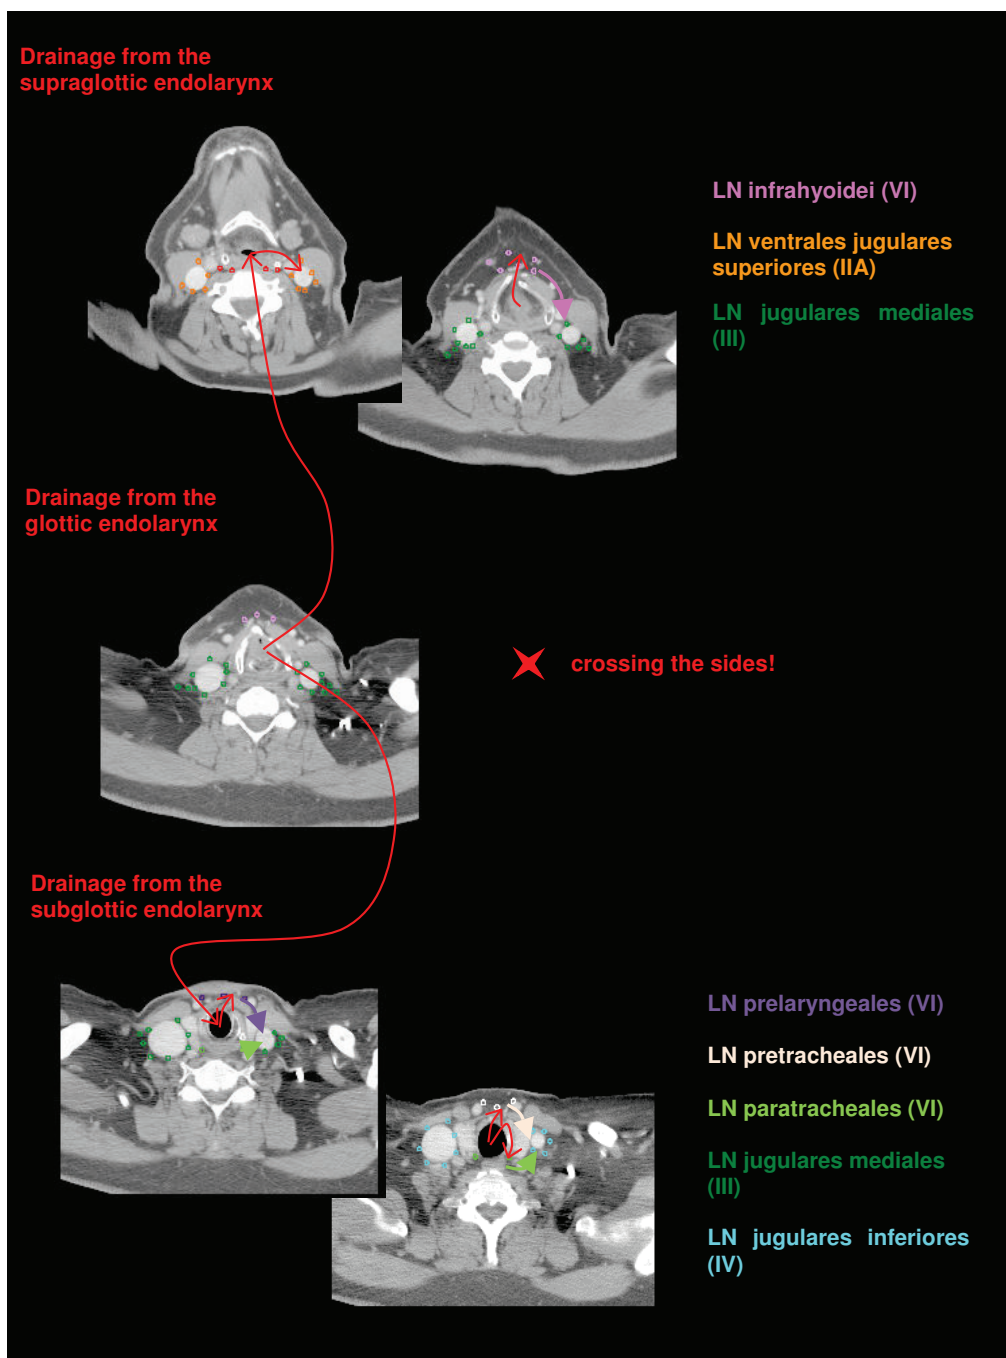 Drainage from the
supraglottic endolarynx
LN infrahyoidei (VI)
LN ventrales jugulares
superiores (IIA)
LN jugulares mediales
(III)
Drainage from the
glottic endolarynx
crossing the sides!
Drainage from the
subglottic endolarynx
LN prelaryngeales (VI)
LN pretracheales (VI)
LN paratracheales (VI)
LN jugulares mediales
(III)
LN jugulares inferiores
(IV)